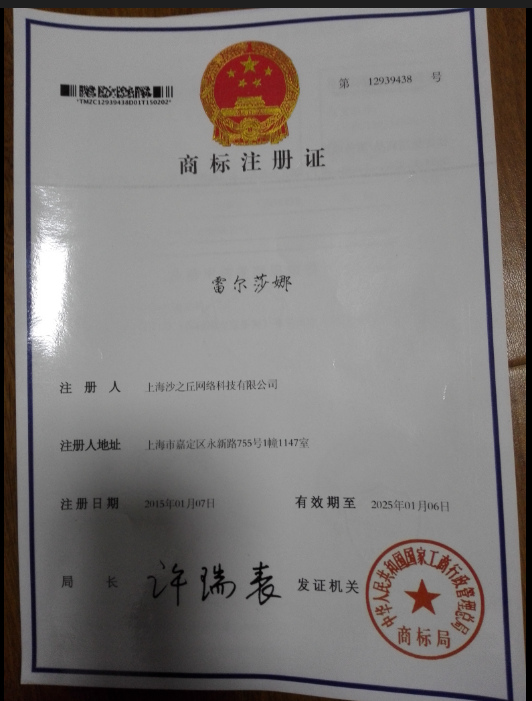 第 12939438 号
*TMZC12939438D01T150202*
商标注册证
雷尔莎娜
注册人 上海沙之丘网络科技有限公司
注册人地址 上海市嘉定区永新路755号1幢1147室
注册日期 2015年01月07日 有效期至 2025年01月06日
局长 许瑞表 发证机关
中华人民共和国国家工商行政管理总局
商标局